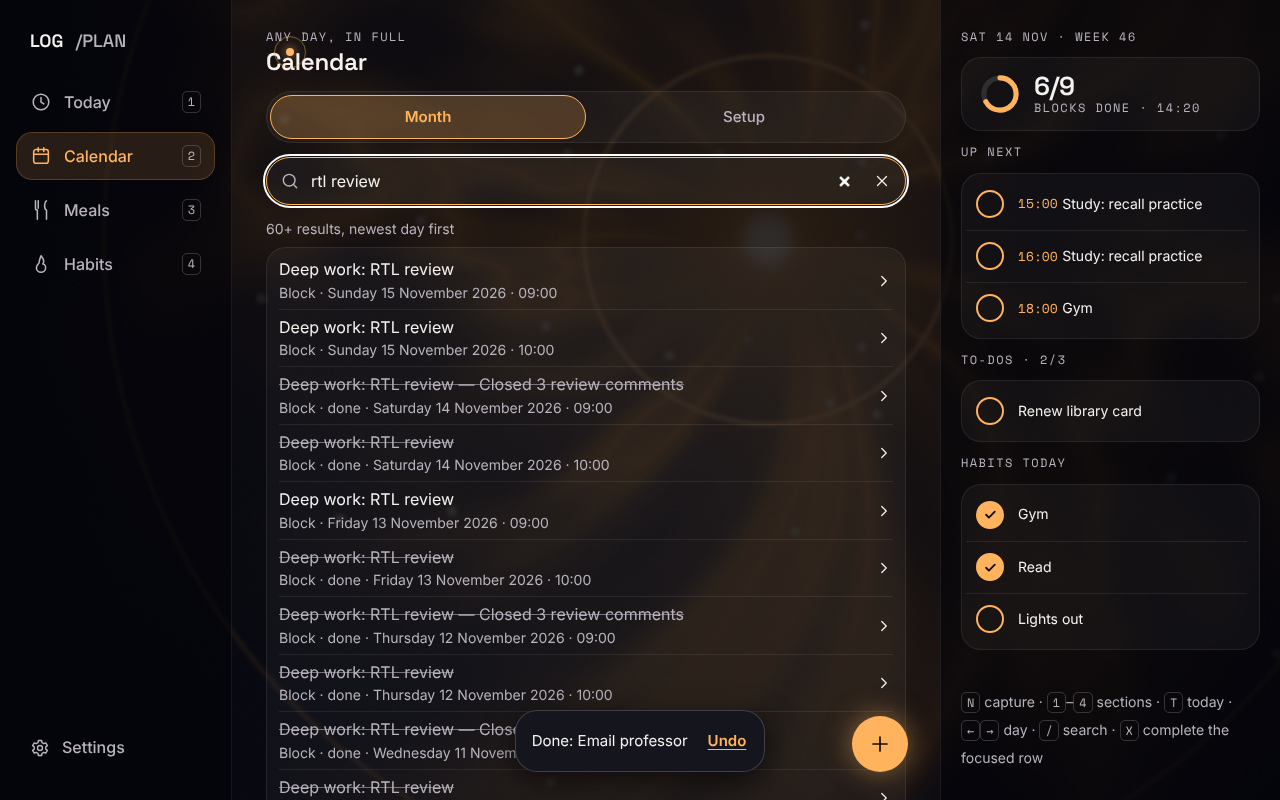 LOG /PLAN
Today 1
Calendar 2
Meals 3
Habits 4
Settings
ANY DAY, IN FULL
Calendar
Month
Setup
rtl review
60+ results, newest day first
Deep work: RTL review
Block · Sunday 15 November 2026 · 09:00
Deep work: RTL review
Block · Sunday 15 November 2026 · 10:00
Deep work: RTL review — Closed 3 review comments
Block · done · Saturday 14 November 2026 · 09:00
Deep work: RTL review
Block · done · Saturday 14 November 2026 · 10:00
Deep work: RTL review
Block · Friday 13 November 2026 · 09:00
Deep work: RTL review
Block · done · Friday 13 November 2026 · 10:00
Deep work: RTL review — Closed 3 review comments
Block · done · Thursday 12 November 2026 · 09:00
Deep work: RTL review
Block · done · Thursday 12 November 2026 · 10:00
Deep work: RTL review
Block · done · Wednesday 11
Deep work: RTL review
Done: Email professor Undo
SAT 14 NOV · WEEK 46
6/9
BLOCKS DONE · 14:20
UP NEXT
15:00 Study: recall practice
16:00 Study: recall practice
18:00 Gym
TO-DOS · 2/3
Renew library card
HABITS TODAY
Gym
Read
Lights out
N capture · 1–4 sections · T today ·
← → day · / search · X complete the
focused row